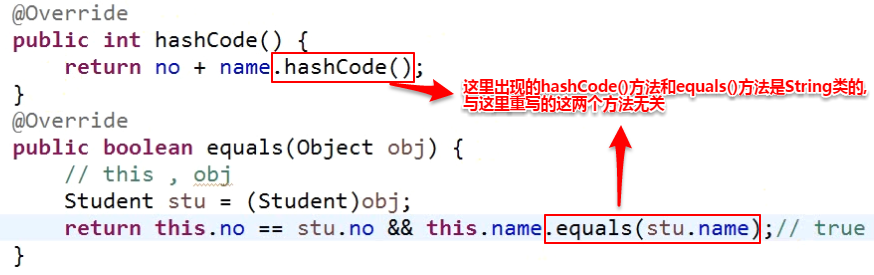 @Override
public int hashCode() {
    return no + name.hashCode();
}
这里出现的hashCode()方法和equals()方法是String类的,
与这里重写的这两个方法无关
@Override
public boolean equals(Object obj) {
    // this , obj
    Student stu = (Student)obj;
    return this.no == stu.no && this.name.equals(stu.name);// true
}